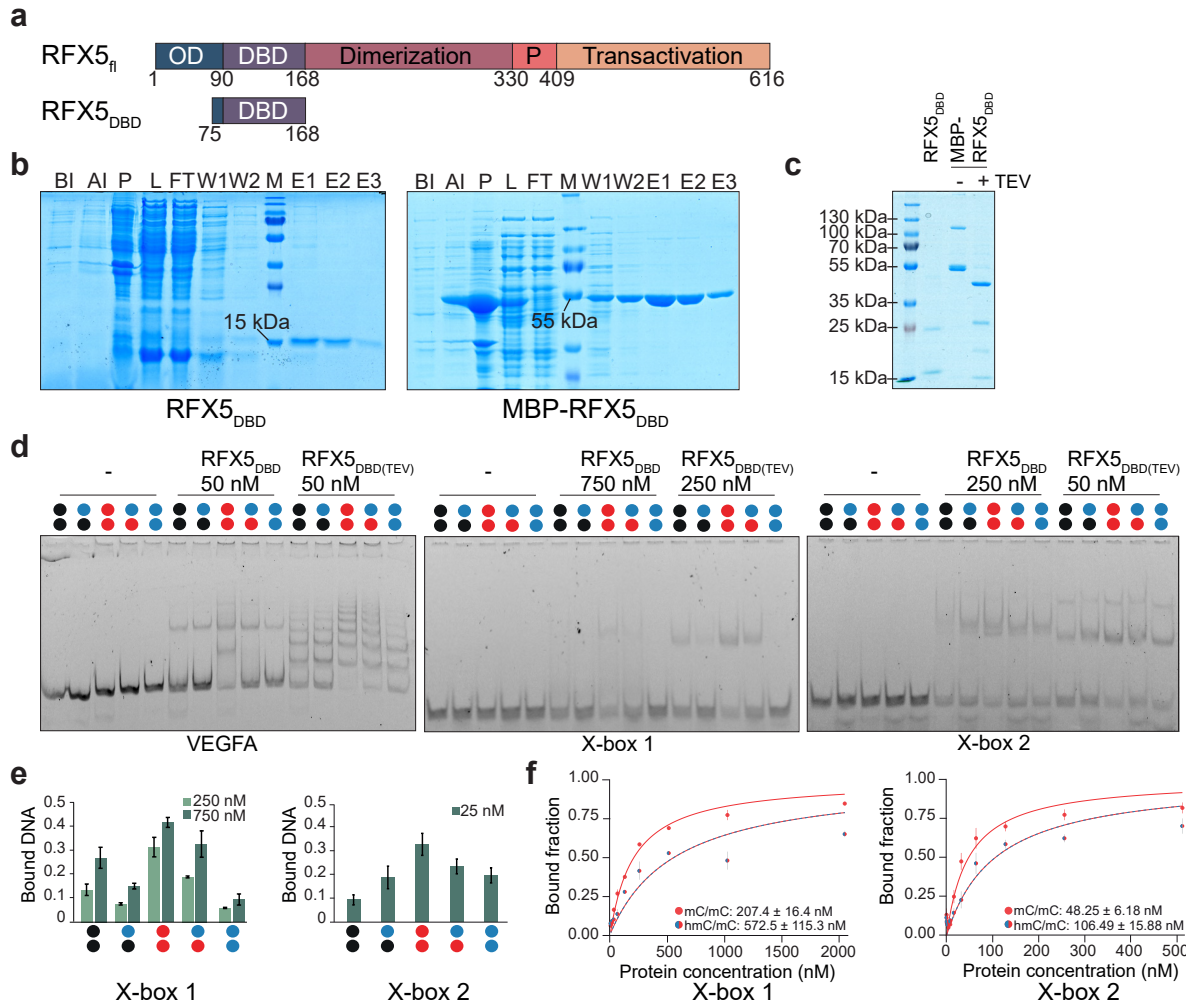 a
RFX5fl OD DBD Dimerization P Transactivation
1 90 168 330 409 616
RFX5DBD DBD
75 168
b
BI AI P L FT W1 W2 M E1 E2 E3
15 kDa
RFX5DBD
BI AI P L FT M W1 W2 E1 E2 E3
55 kDa
MBP-RFX5DBD
c
RFX5DBD
MBP-
RFX5DBD
- + TEV
130 kDa
100 kDa
70 kDa
55 kDa
35 kDa
25 kDa
15 kDa
d
- RFX5DBD RFX5DBD(TEV)
50 nM 50 nM
VEGFA
- RFX5DBD RFX5DBD(TEV)
750 nM 250 nM
X-box 1
- RFX5DBD RFX5DBD(TEV)
250 nM 50 nM
X-box 2
e
Bound DNA
0.5
0.4
0.3
0.2
0.1
0
250 nM
750 nM
X-box 1
Bound DNA
0.5
0.4
0.3
0.2
0.1
0
25 nM
X-box 2
f
Bound fraction
1.00
0.75
0.50
0.25
0.00
mC/mC: 207.4 ± 16.4 nM
hmC/mC: 572.5 ± 115.3 nM
0 500 1000 1500 2000
Protein concentration (nM)
X-box 1
Bound fraction
1.00
0.75
0.50
0.25
0.00
mC/mC: 48.25 ± 6.18 nM
hmC/mC: 106.49 ± 15.88 nM
0 100 200 300 400 500
Protein concentration (nM)
X-box 2